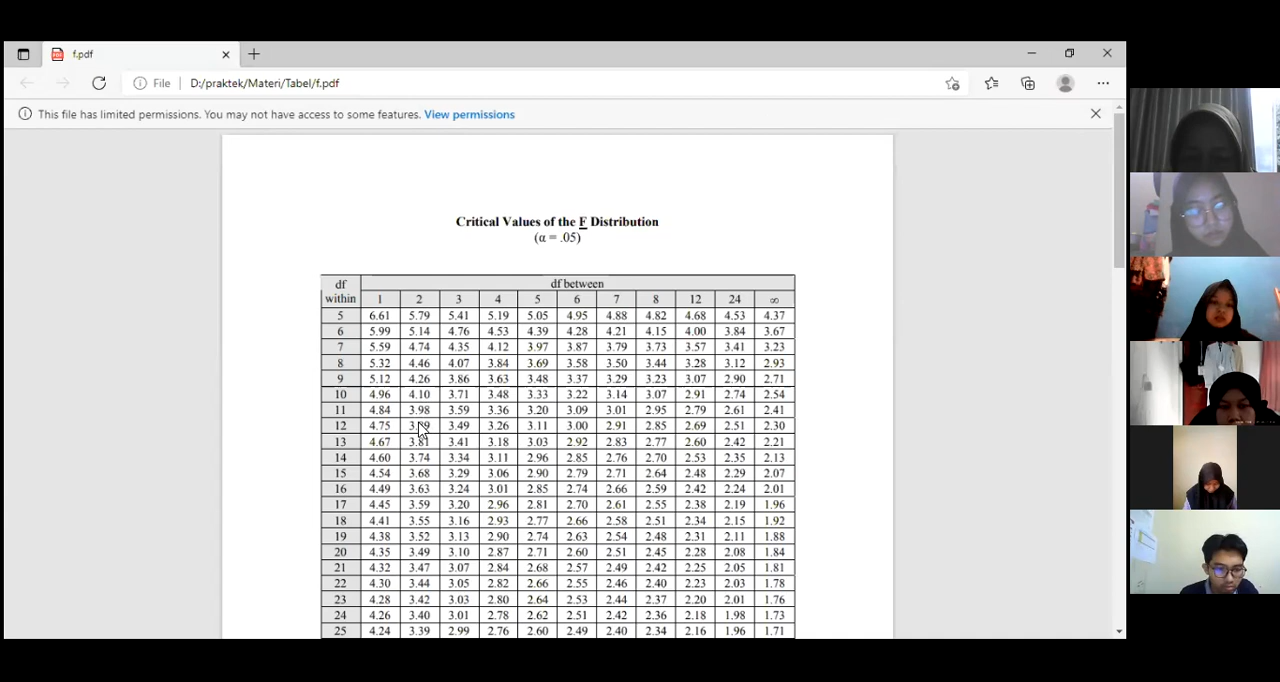 f.pdf
File | D:/praktek/Materi/Tabel/f.pdf
This file has limited permissions. You may not have access to some features. View permissions
Critical Values of the F Distribution
(α = .05)
df within df between
1 2 3 4 5 6 7 8 12 24 ∞
5 6.61 5.79 5.41 5.19 5.05 4.95 4.88 4.82 4.68 4.53 4.37
6 5.99 5.14 4.76 4.53 4.39 4.28 4.21 4.15 4.00 3.84 3.67
7 5.59 4.74 4.35 4.12 3.97 3.87 3.79 3.73 3.57 3.41 3.23
8 5.32 4.46 4.07 3.84 3.69 3.58 3.50 3.44 3.28 3.12 2.93
9 5.12 4.26 3.86 3.63 3.48 3.37 3.29 3.23 3.07 2.90 2.71
10 4.96 4.10 3.71 3.48 3.33 3.22 3.14 3.07 2.91 2.74 2.54
11 4.84 3.98 3.59 3.36 3.20 3.09 3.01 2.95 2.79 2.61 2.41
12 4.75 3.49 3.26 3.11 3.00 2.91 2.85 2.69 2.51 2.30
13 4.67 3.81 3.41 3.18 3.03 2.92 2.83 2.77 2.60 2.42 2.21
14 4.60 3.74 3.34 3.11 2.96 2.85 2.76 2.70 2.53 2.35 2.13
15 4.54 3.68 3.29 3.06 2.90 2.79 2.71 2.64 2.48 2.29 2.07
16 4.49 3.63 3.24 3.01 2.85 2.74 2.66 2.59 2.42 2.24 2.01
17 4.45 3.59 3.20 2.96 2.81 2.70 2.61 2.55 2.38 2.19 1.96
18 4.41 3.55 3.16 2.93 2.77 2.66 2.58 2.51 2.34 2.15 1.92
19 4.38 3.52 3.13 2.90 2.74 2.63 2.54 2.48 2.31 2.11 1.88
20 4.35 3.49 3.10 2.87 2.71 2.60 2.51 2.45 2.28 2.08 1.84
21 4.32 3.47 3.07 2.84 2.68 2.57 2.49 2.42 2.25 2.05 1.81
22 4.30 3.44 3.05 2.82 2.66 2.55 2.46 2.40 2.23 2.03 1.78
23 4.28 3.42 3.03 2.80 2.64 2.53 2.44 2.37 2.20 2.01 1.76
24 4.26 3.40 3.01 2.78 2.62 2.51 2.42 2.36 2.18 1.98 1.73
25 4.24 3.39 2.99 2.76 2.60 2.49 2.40 2.34 2.16 1.96 1.71